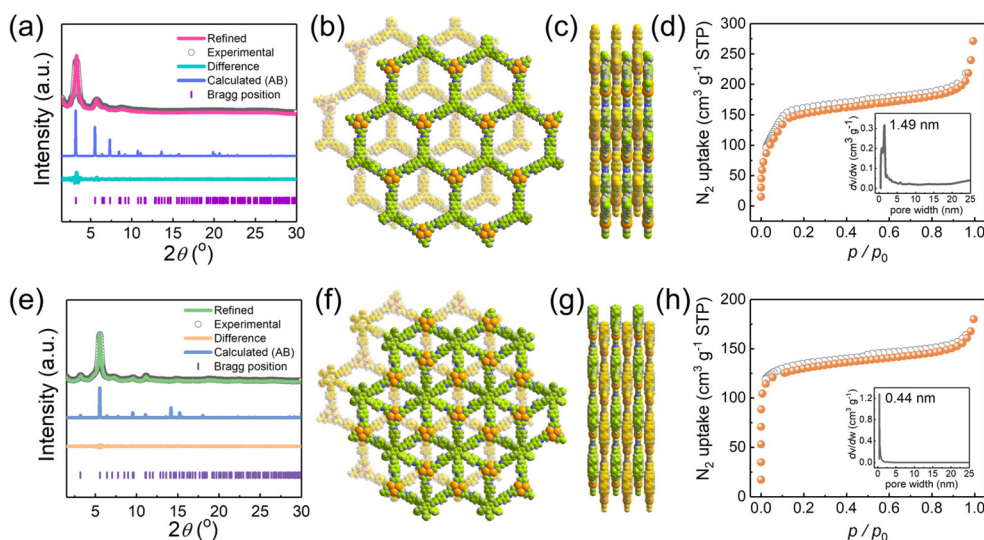 (a)
Intensity (a.u.)
Refined
Experimental
Difference
Calculated (AB)
Bragg position
5 10 15 20 25 30
2θ (°)
(b)
(c)
(d)
N₂ uptake (cm³ g⁻¹ STP)
300
250
200
150
100
50
0
0.0 0.2 0.4 0.6 0.8 1.0
p / p₀
1.49 nm
dv/dw (cm³ g⁻¹)
0.3
0.2
0.1
0.0
0 5 10 15 20 25
pore width (nm)
(e)
Intensity (a.u.)
Refined
Experimental
Difference
Calculated (AB)
Bragg position
5 10 15 20 25 30
2θ (°)
(f)
(g)
(h)
N₂ uptake (cm³ g⁻¹ STP)
200
150
100
50
0
0.0 0.2 0.4 0.6 0.8 1.0
p / p₀
0.44 nm
dv/dw (cm³ g⁻¹)
1.2
0.8
0.4
0.0
0 5 10 15 20 25
pore width (nm)